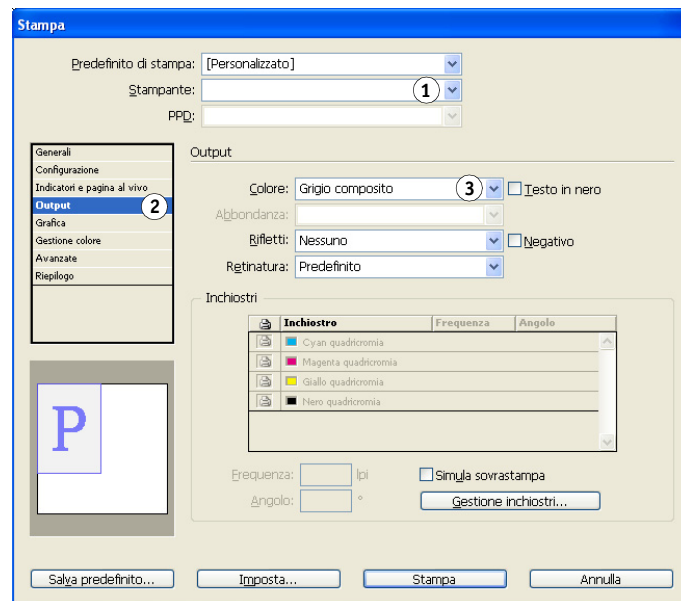 Stampa
Predefinito di stampa: [Personalizzato]
Stampante: 1
PPD:
Generali
Configurazione
Indicatori e pagina al vivo
Output 2
Grafica
Gestione colore
Avanzate
Riepilogo
Output
Colore: Grigio composito 3 Testo in nero
Abbondanza:
Rifletti: Nessuno Negativo
Retinatura: Predefinito
Inchiostri
Inchiostro Frequenza Angolo
Cyan quadricromia
Magenta quadricromia
Giallo quadricromia
Nero quadricromia
P
Frequenza: lpi Simula sovrastampa
Angolo: ° Gestione inchiostri...
Salva predefinito... Imposta... Stampa Annulla